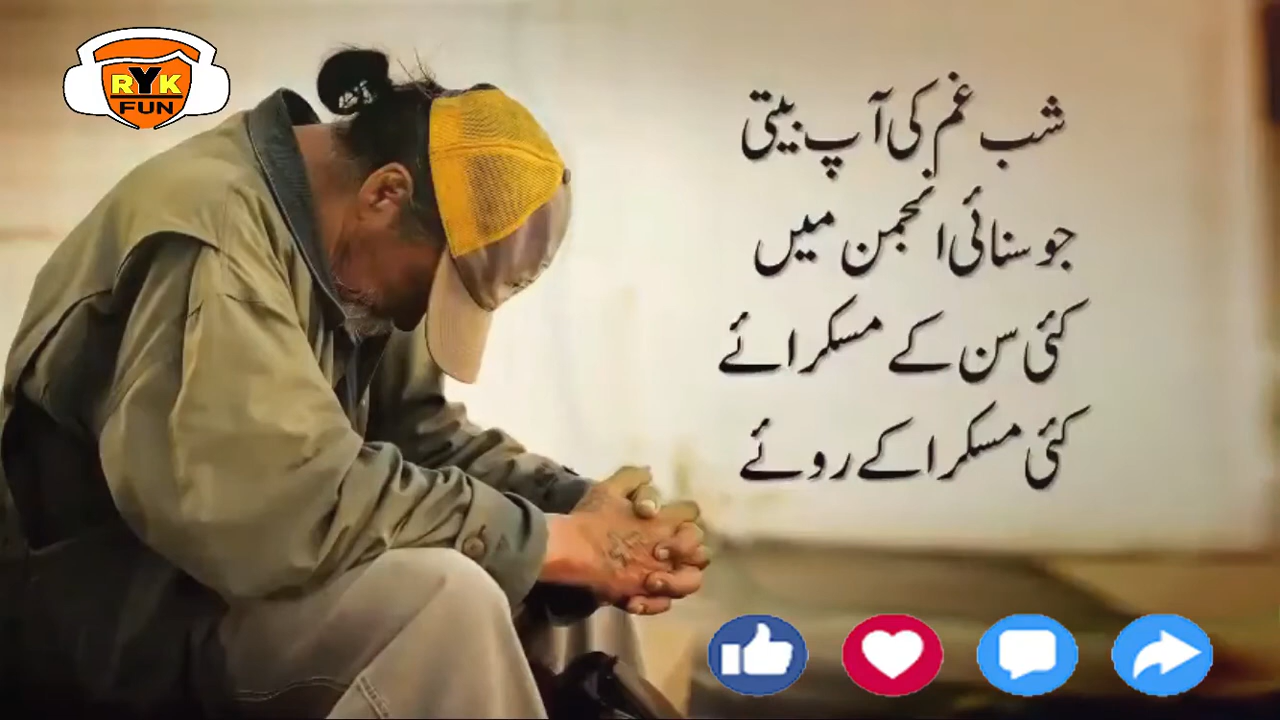 RYK
FUN
شب غم کی آپ بیتی
جو سنائی انجمن میں
کئی سن کے مسکرائے
کئی مسکرا کے روئے